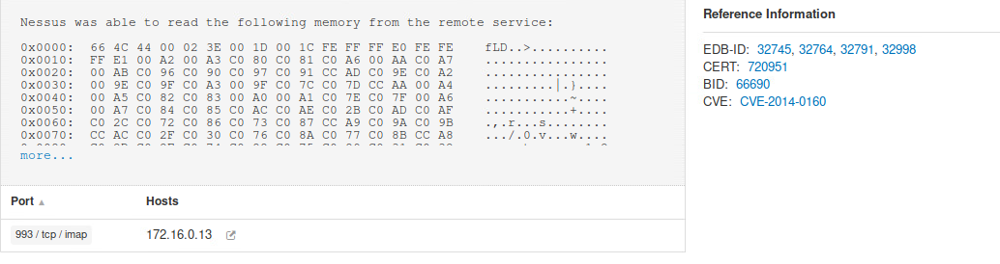 Nessus was able to read the following memory from the remote service:
0x0000: 66 4C 44 00 02 3E 00 1D 00 1C FE FF FF E0 FE FE fLD..>..........
0x0010: FF E1 00 A2 00 A3 C0 80 C0 81 C0 A6 00 AA C0 A7 ................
0x0020: 00 AB C0 96 C0 90 C0 97 C0 91 CC AD C0 9E C0 A2 ................
0x0030: 00 9E C0 9F C0 A3 00 9F C0 7C C0 7D CC AA 00 A4 .........|.}....
0x0040: 00 A5 C0 82 C0 83 00 A0 00 A1 C0 7E C0 7F 00 A6 ...........~....
0x0050: 00 A7 C0 84 C0 85 C0 AC C0 AE C0 2B C0 AD C0 AF ...........+....
0x0060: C0 2C C0 72 C0 86 C0 73 C0 87 CC A9 C0 9A C0 9B .,.r...s........
0x0070: CC AC C0 2F C0 30 C0 76 C0 8A C0 77 C0 8B CC A8 .../.0.v...w....
more...
Port
Hosts
993 / tcp / imap
172.16.0.13
Reference Information
EDB-ID: 32745, 32764, 32791, 32998
CERT: 720951
BID: 66690
CVE: CVE-2014-0160